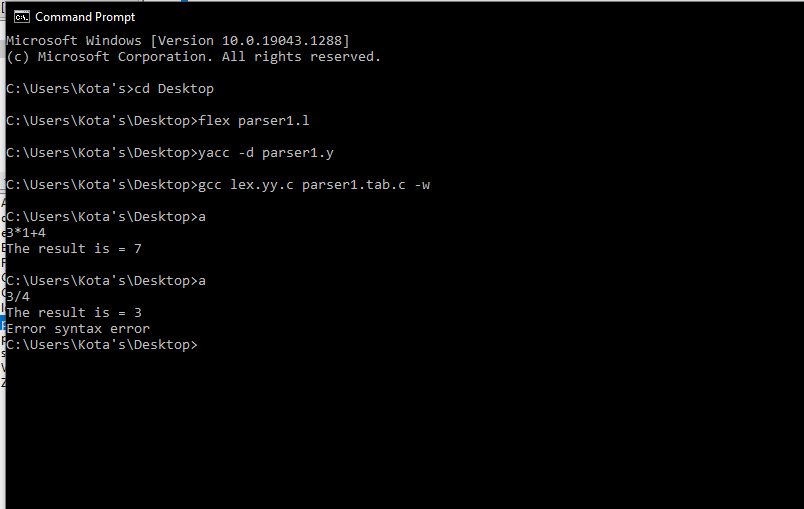 Command Prompt
Microsoft Windows [Version 10.0.19043.1288]
(c) Microsoft Corporation. All rights reserved.
C:\Users\Kota's>cd Desktop
C:\Users\Kota's\Desktop>flex parser1.l
C:\Users\Kota's\Desktop>yacc -d parser1.y
C:\Users\Kota's\Desktop>gcc lex.yy.c parser1.tab.c -w
C:\Users\Kota's\Desktop>a
3*1+4
The result is = 7
C:\Users\Kota's\Desktop>a
3/4
The result is = 3
Error syntax error
C:\Users\Kota's\Desktop>